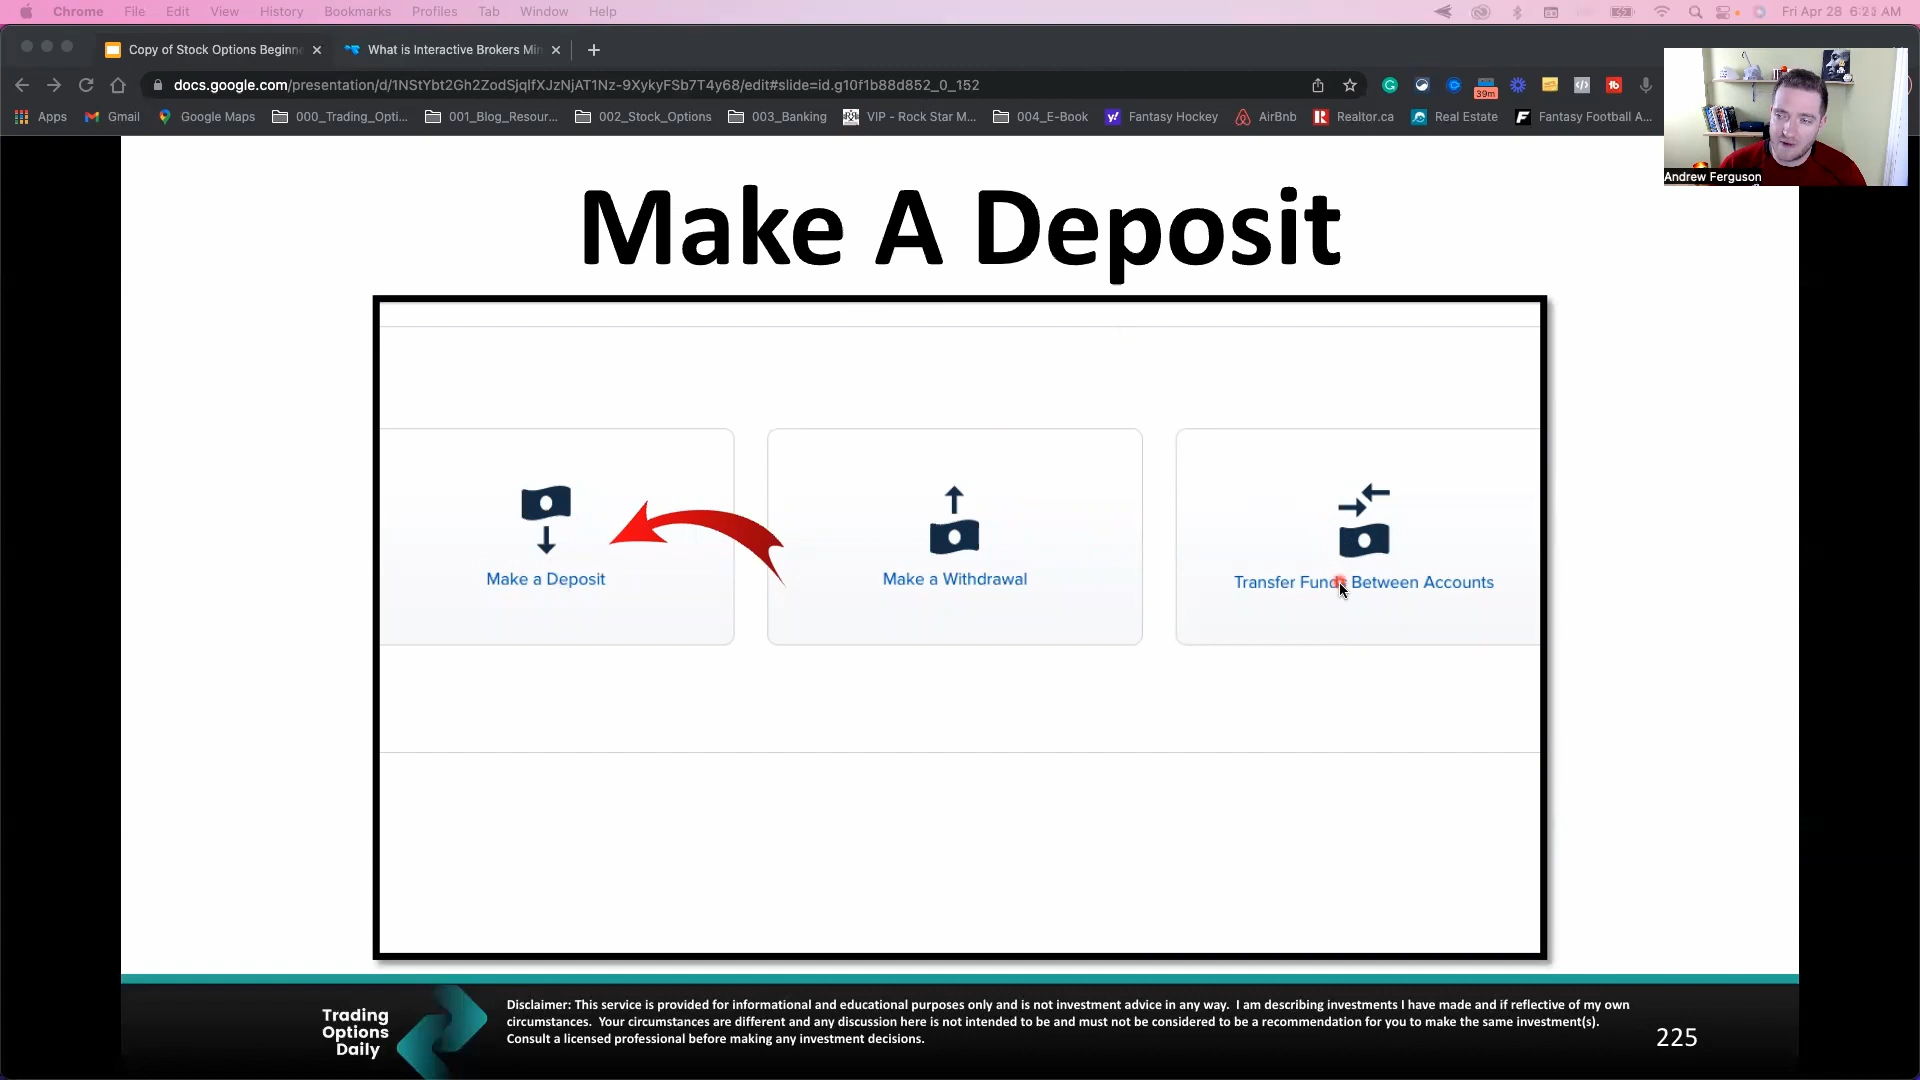 Chrome File Edit View History Bookmarks Profiles Tab Window Help Fri Apr 28 6:23 AM
Copy of Stock Options Beginn What is Interactive Brokers Min
docs.google.com/presentation/d/1NStYbt2Gh2ZodSjqIfXJzNjAT1Nz-9XykyFSb7T4y68/edit#slide=id.g10f1b88d852_0_152
39m
Apps Gmail Google Maps 000_Trading_Opti... 001_Blog_Resour... 002_Stock_Options 003_Banking VIP - Rock Star M... 004_E-Book Fantasy Hockey AirBnb Realtor.ca Real Estate Fantasy Football A...
Andrew Ferguson
Make A Deposit
Make a Deposit
Make a Withdrawal
Transfer Funds Between Accounts
Trading
Options
Daily
Disclaimer: This service is provided for informational and educational purposes only and is not investment advice in any way. I am describing investments I have made and if reflective of my own
circumstances. Your circumstances are different and any discussion here is not intended to be and must not be considered to be a recommendation for you to make the same investment(s).
Consult a licensed professional before making any investment decisions.
225